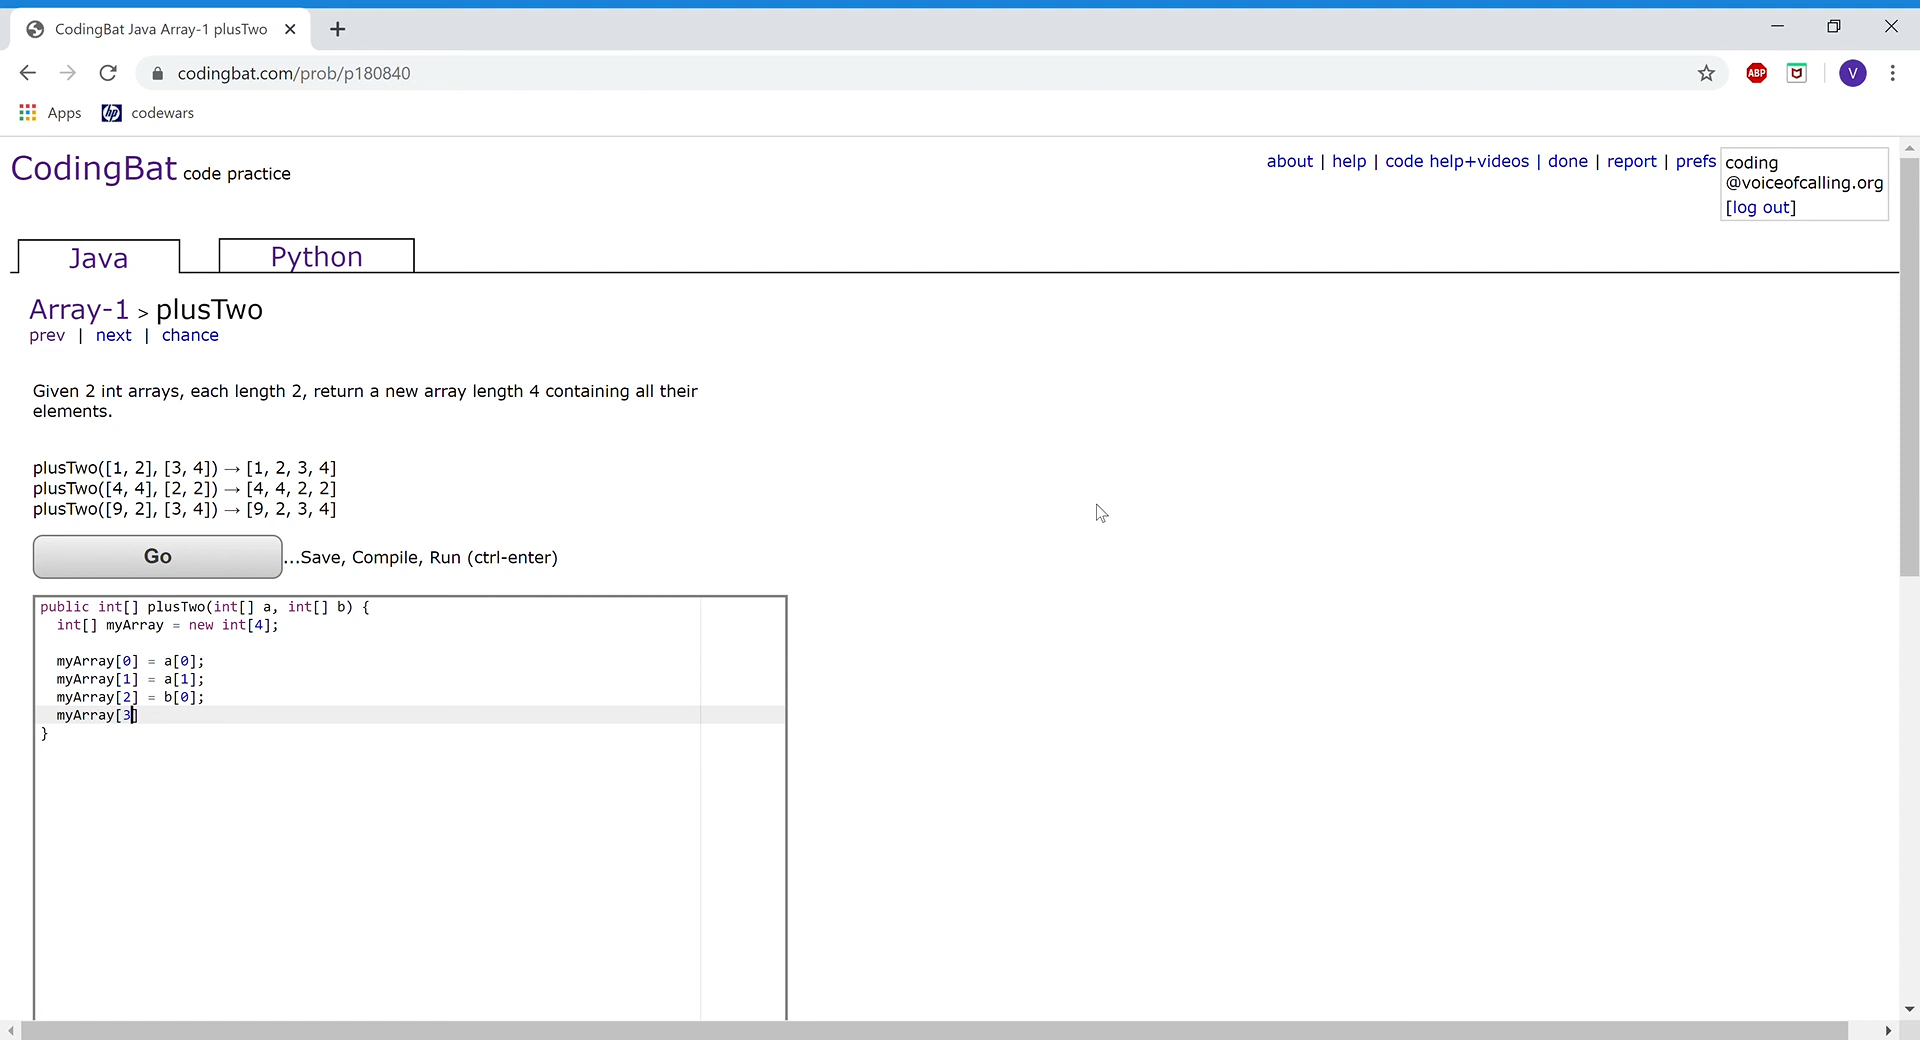 CodingBat Java Array-1 plusTwo
codingbat.com/prob/p180840
ABP
V
Apps
hp
codewars
CodingBat code practice
about | help | code help+videos | done | report | prefs
coding
@voiceofcalling.org
[log out]
Java
Python
Array-1 > plusTwo
prev | next | chance
Given 2 int arrays, each length 2, return a new array length 4 containing all their
elements.
plusTwo([1, 2], [3, 4]) → [1, 2, 3, 4]
plusTwo([4, 4], [2, 2]) → [4, 4, 2, 2]
plusTwo([9, 2], [3, 4]) → [9, 2, 3, 4]
Go
...Save, Compile, Run (ctrl-enter)
public int[] plusTwo(int[] a, int[] b) {
int[] myArray = new int[4];
myArray[0] = a[0];
myArray[1] = a[1];
myArray[2] = b[0];
myArray[3]
}